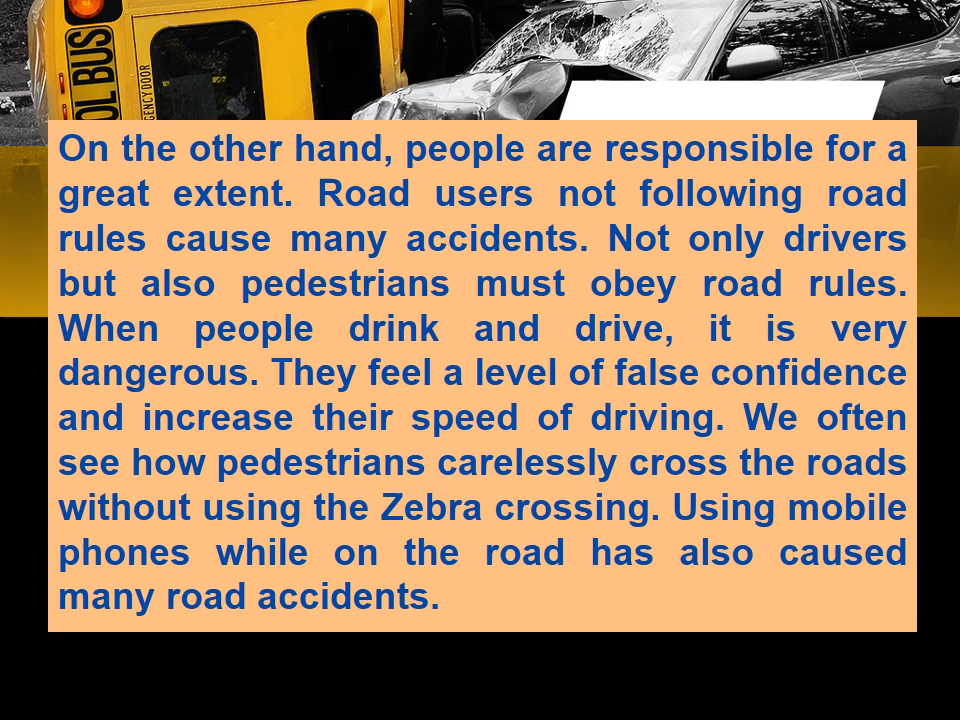 OL BUS
GENCY DOOR
On the other hand, people are responsible for a
great extent. Road users not following road
rules cause many accidents. Not only drivers
but also pedestrians must obey road rules.
When people drink and drive, it is very
dangerous. They feel a level of false confidence
and increase their speed of driving. We often
see how pedestrians carelessly cross the roads
without using the Zebra crossing. Using mobile
phones while on the road has also caused
many road accidents.